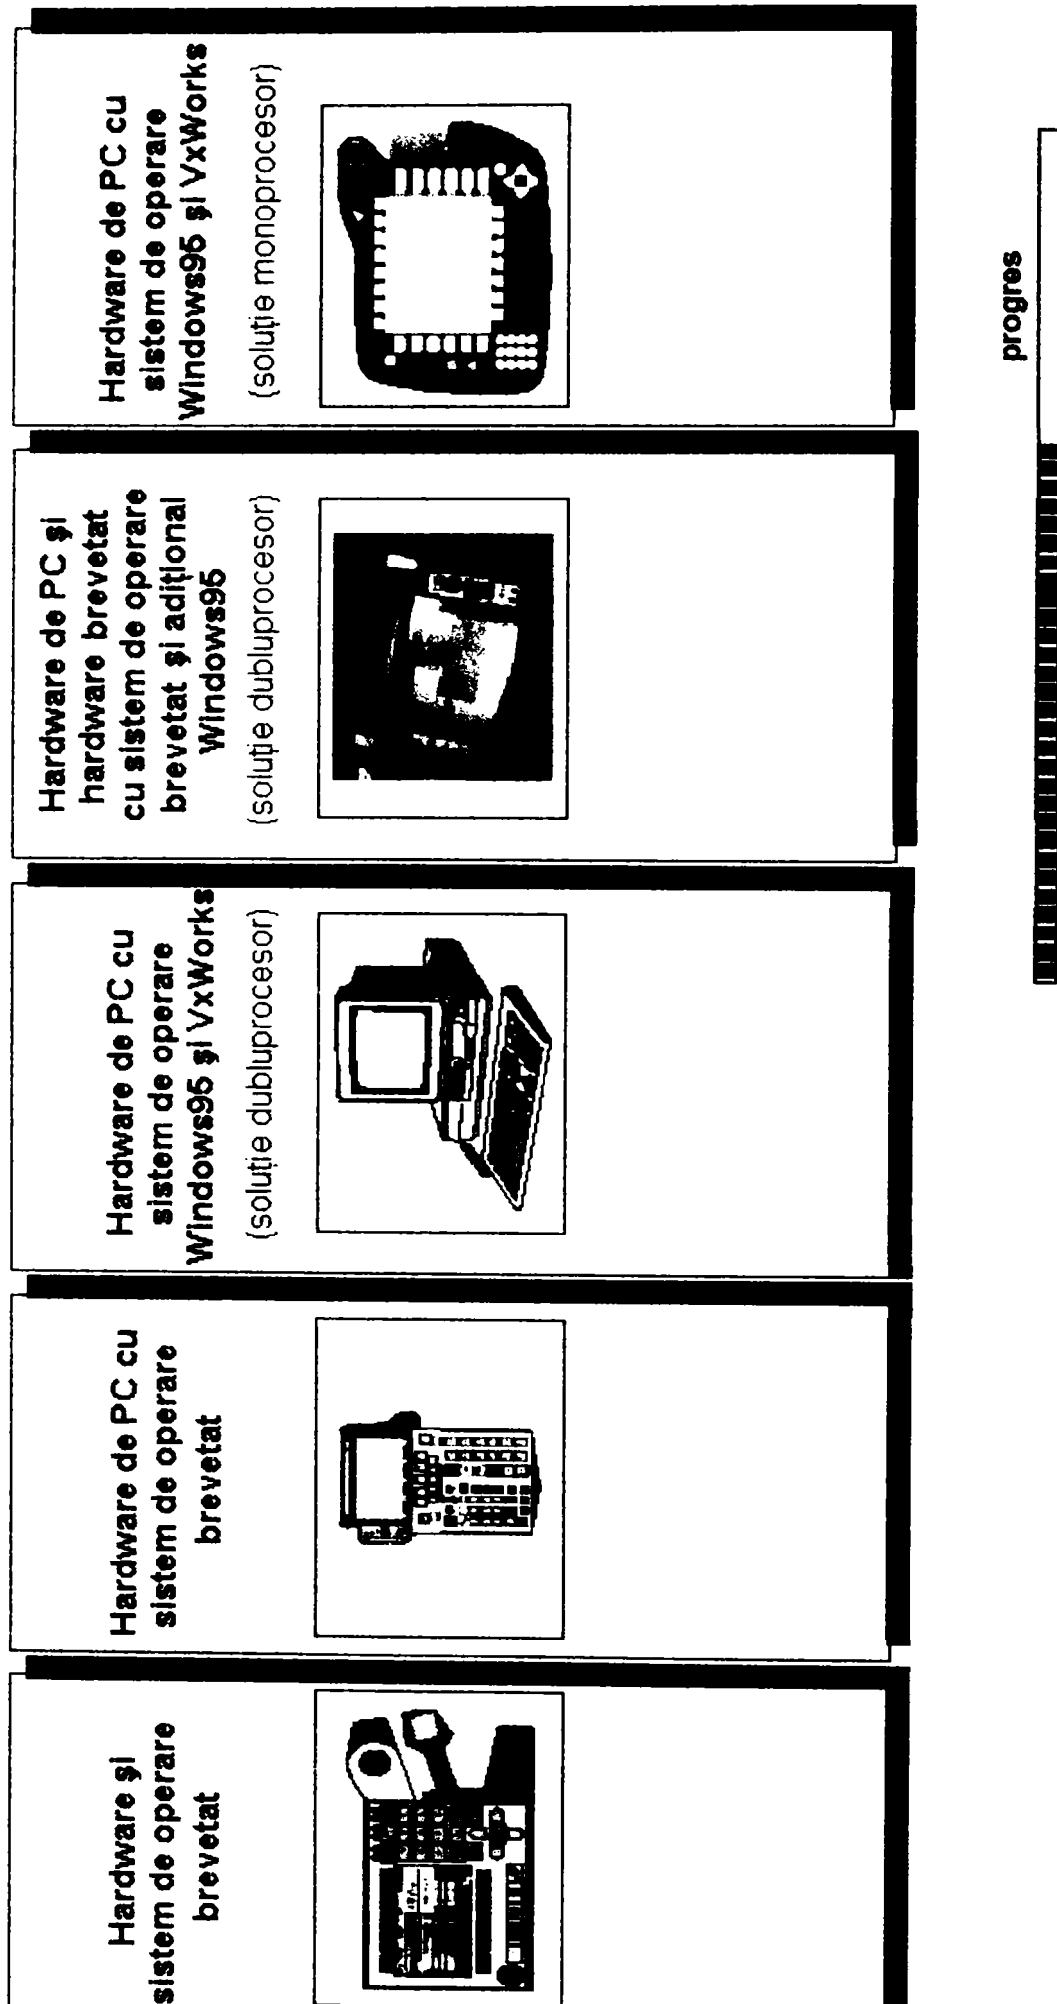 Hardware şi
sistem de operare
brevetat
Hardware de PC cu
sistem de operare
brevetat
Hardware de PC cu
sistem de operare
Windows95 şi VxWorks
(soluţie dubluprocesor)
Hardware de PC şi
hardware brevetat
cu sistem de operare
brevetat şi adiţional
Windows95
(soluţie dubluprocesor)
Hardware de PC cu
sistem de operare
Windows95 şi VxWorks
(soluţie monoprocesor)
progres